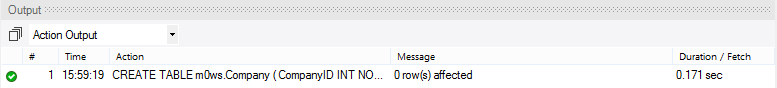 Output
Action Output
# Time Action Message Duration / Fetch
1 15:59:19 CREATE TABLE m0ws.Company ( CompanyID INT NO... 0 row(s) affected 0.171 sec